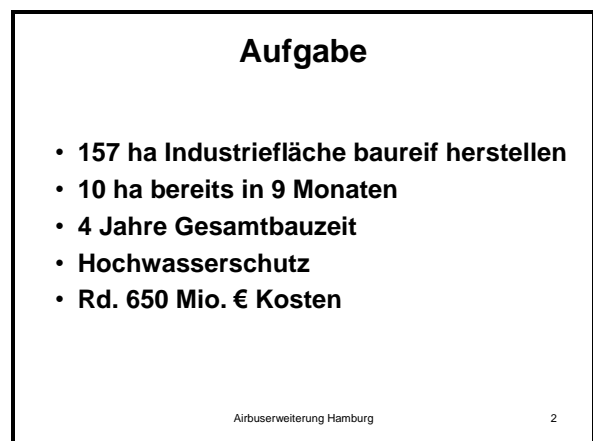 Aufgabe
• 157 ha Industriefläche baureif herstellen
• 10 ha bereits in 9 Monaten
• 4 Jahre Gesamtbauzeit
• Hochwasserschutz
• Rd. 650 Mio. € Kosten
Airbuserweiterung Hamburg 2